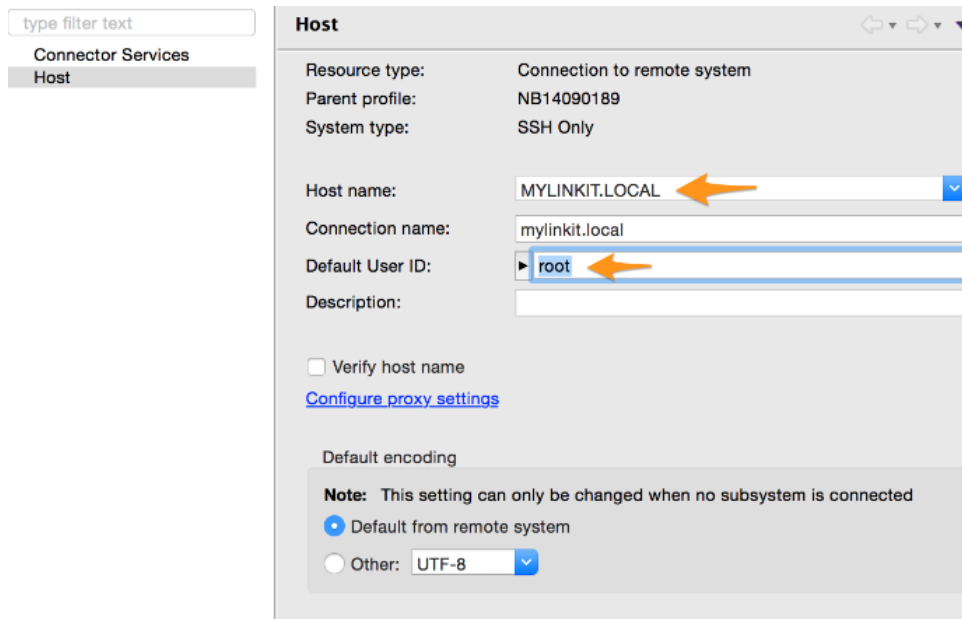 type filter text
Connector Services
Host
Host
Resource type: Connection to remote system
Parent profile: NB14090189
System type: SSH Only
Host name: MYLINKIT.LOCAL
Connection name: mylinkit.local
Default User ID: root
Description:
Verify host name
Configure proxy settings
Default encoding
Note: This setting can only be changed when no subsystem is connected
Default from remote system
Other: UTF-8